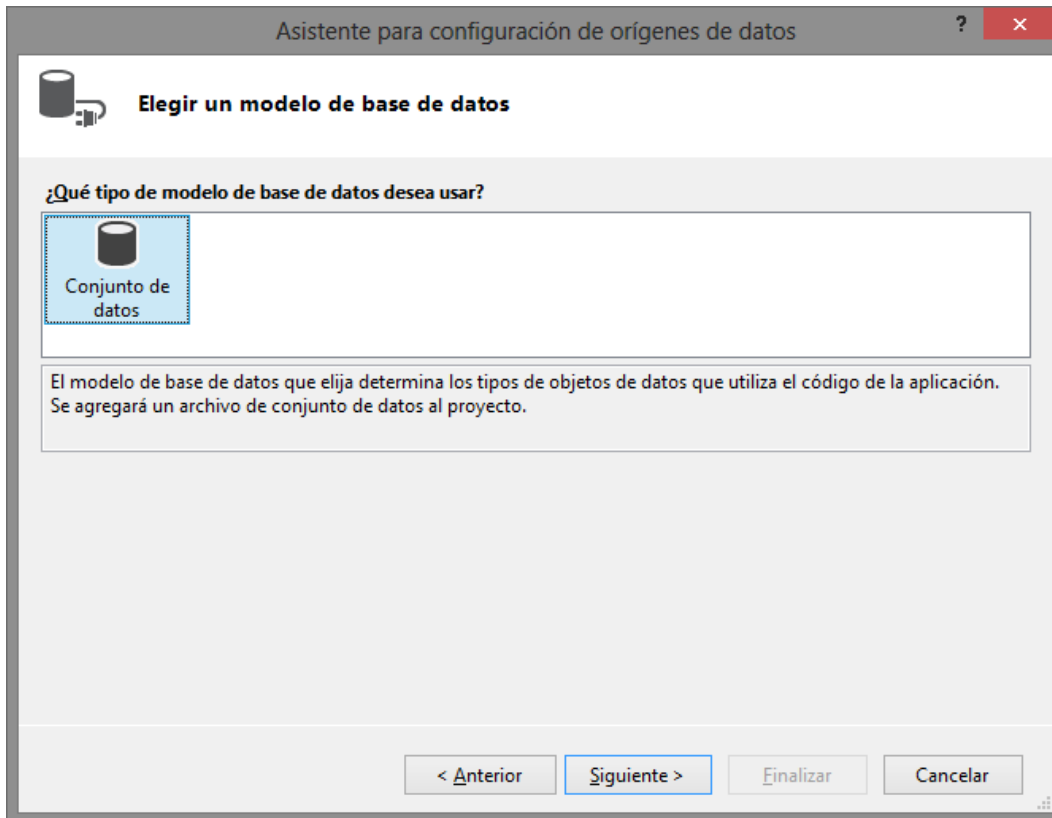 Asistente para configuración de orígenes de datos
?
Elegir un modelo de base de datos
¿Qué tipo de modelo de base de datos desea usar?
Conjunto de
datos
El modelo de base de datos que elija determina los tipos de objetos de datos que utiliza el código de la aplicación.
Se agregará un archivo de conjunto de datos al proyecto.
< Anterior
Siguiente >
Finalizar
Cancelar